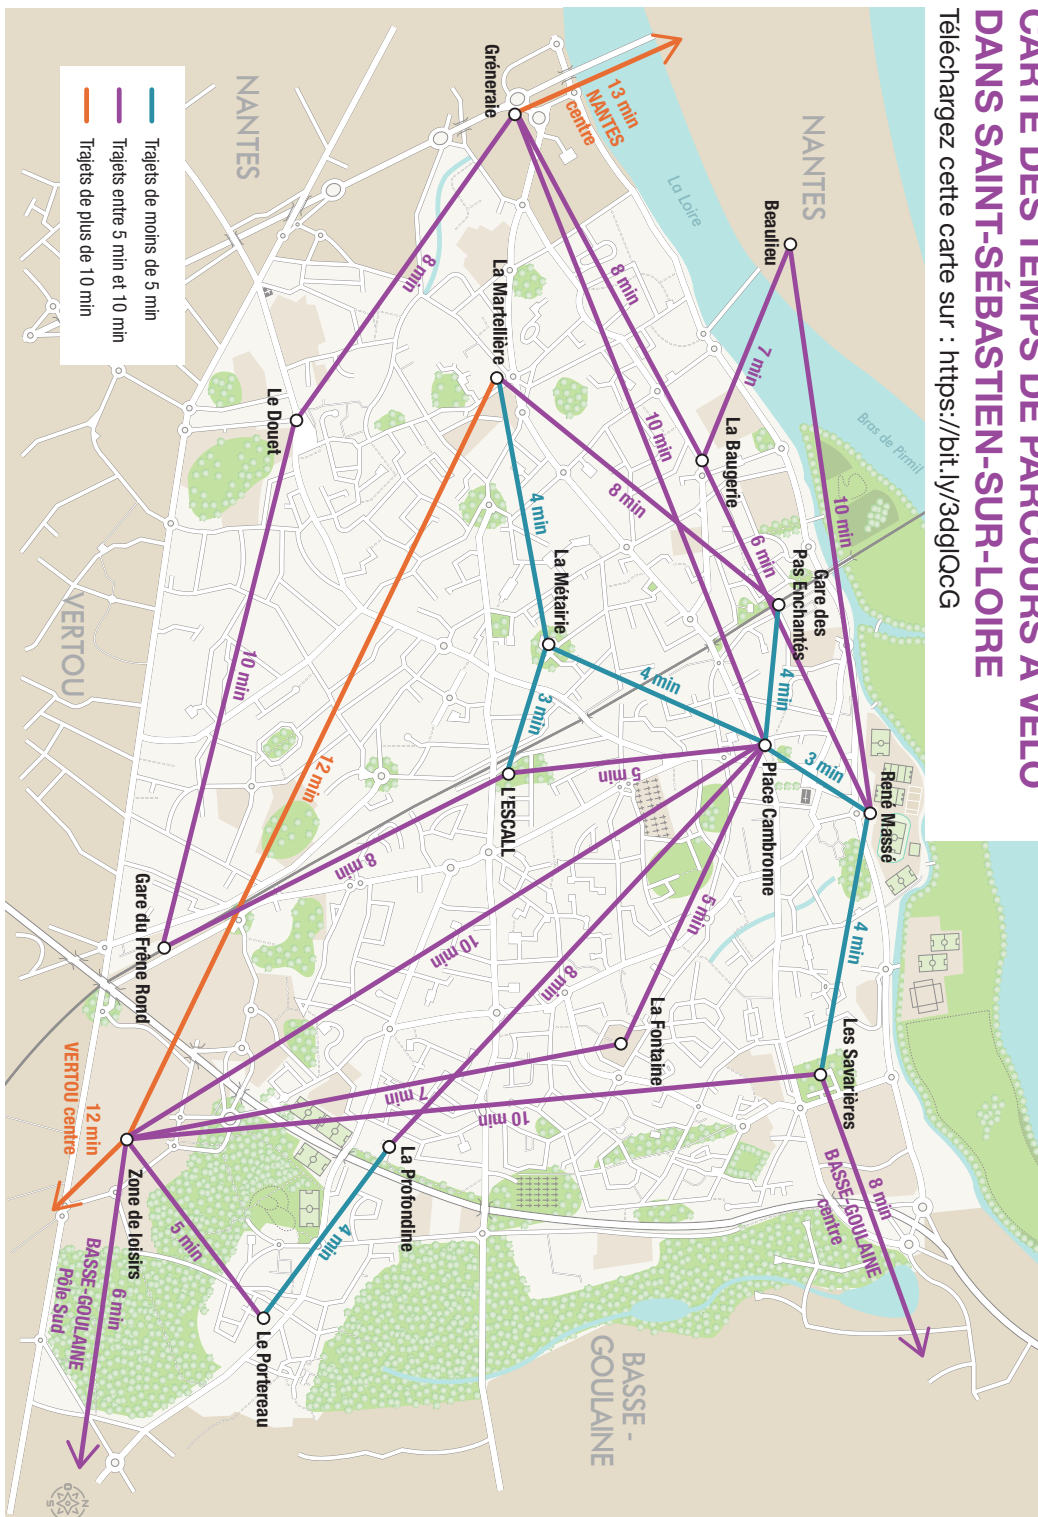 CARTE DES TEMPS DE PARCOURS À VÉLO
DANS SAINT-SÉBASTIEN-SUR-LOIRE
Téléchargez cette carte sur : https://bit.ly/3dglQcG
NANTES
NANTES
La Loire
Bras de Pirmil
13 min
NANTES
centre
Gréneraie
Beaulieu
8 min
8 min
7 min
10 min
10 min
La Martellière
La Baugerie
Le Douet
8 min
4 min
6 min
Gare des
Pas Enchantés
La Métairie
4 min
4 min
3 min
3 min
René Massé
Place Cambronne
L'ESCALL
5 min
10 min
12 min
VERTOU
8 min
5 min
4 min
10 min
8 min
Gare du Frêne Rond
La Fontaine
Les Savarières
7 min
10 min
12 min
VERTOU centre
La Profondine
8 min
BASSE-GOULAINE
centre
Zone de loisirs
5 min
4 min
6 min
BASSE-GOULAINE
Pôle Sud
Le Portereau
BASSE -
GOULAINE
Trajets de moins de 5 min
Trajets entre 5 min et 10 min
Trajets de plus de 10 min
N
S